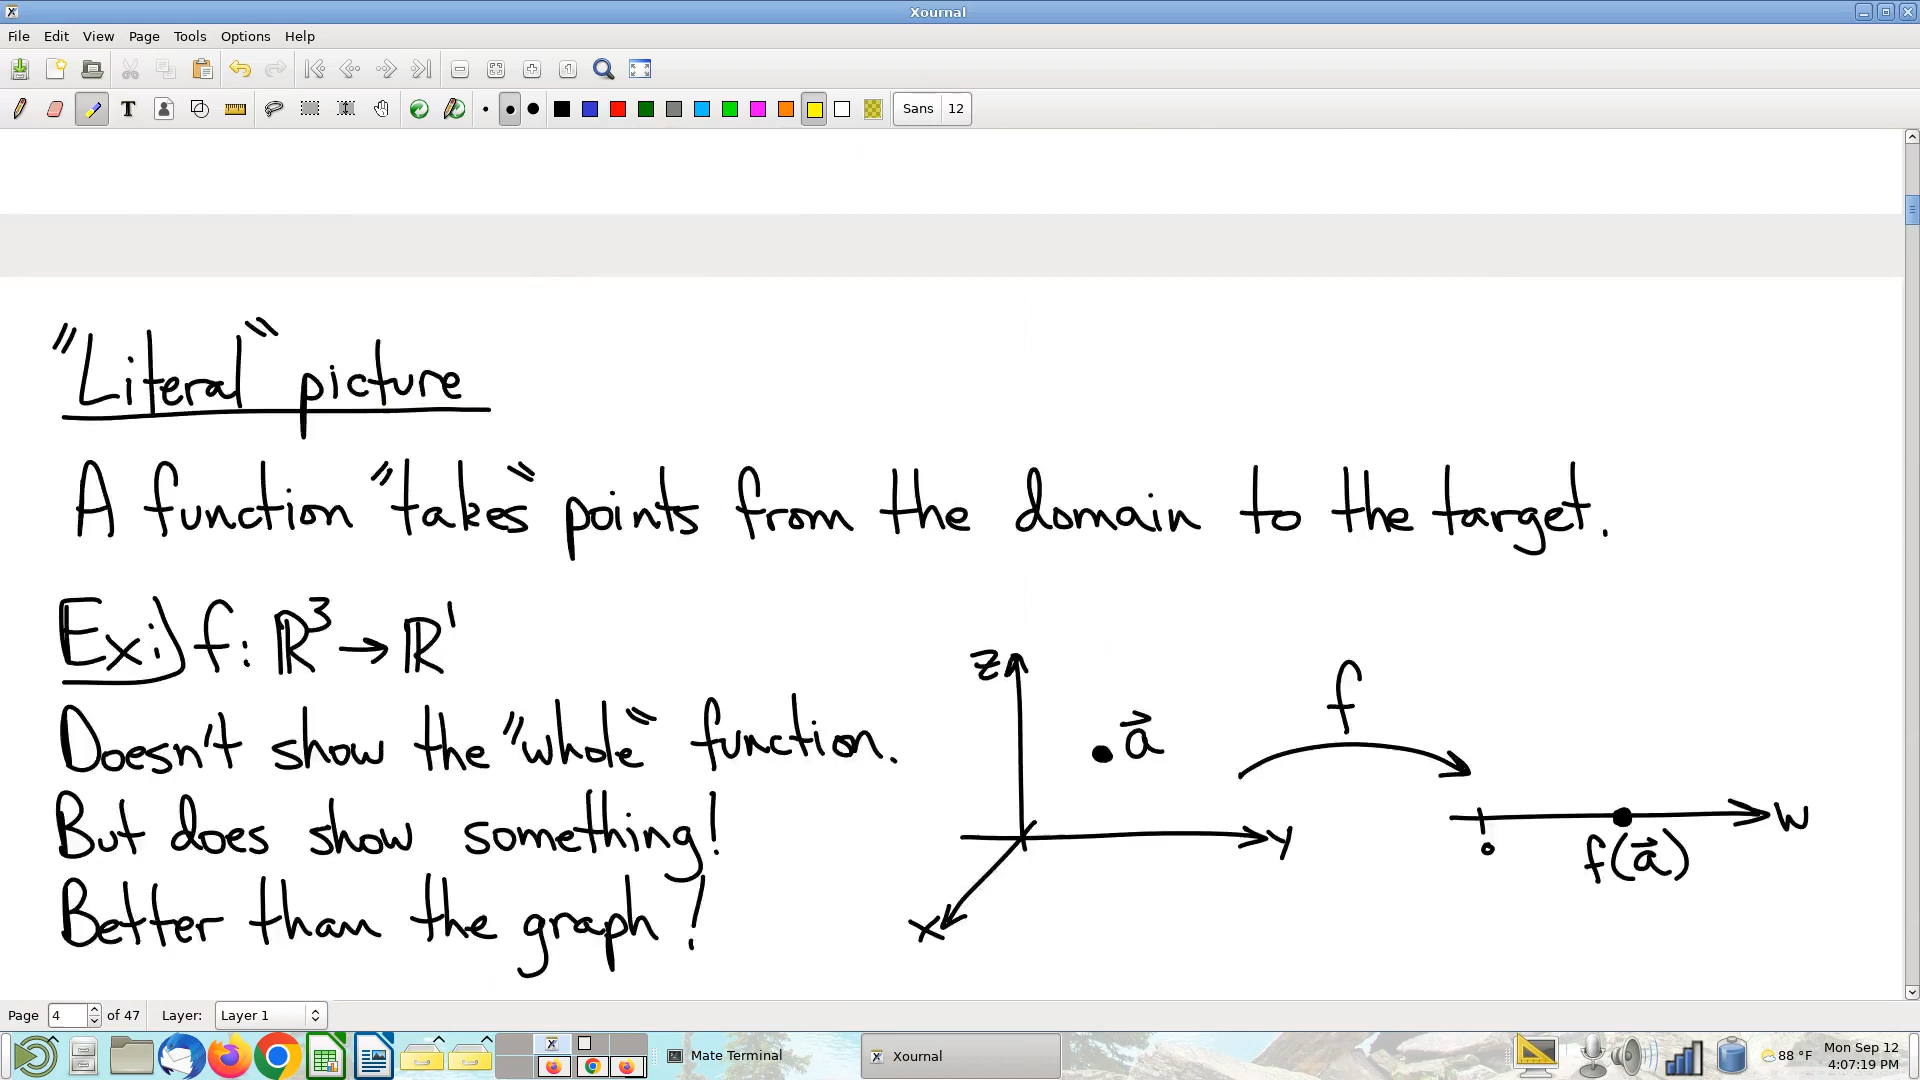 Xournal
File Edit View Page Tools Options Help
Sans 12
"Literal" picture
A function "takes" points from the domain to the target.
Ex: f: ℝ³ → ℝ¹
Doesn't show the "whole" function.
But does show something!
Better than the graph!
z
a⃗
f
y
x
0
f(a⃗)
w
Page 4 of 47 Layer: Layer 1
Mate Terminal
Xournal
88 °F
Mon Sep 12
4:07:19 PM